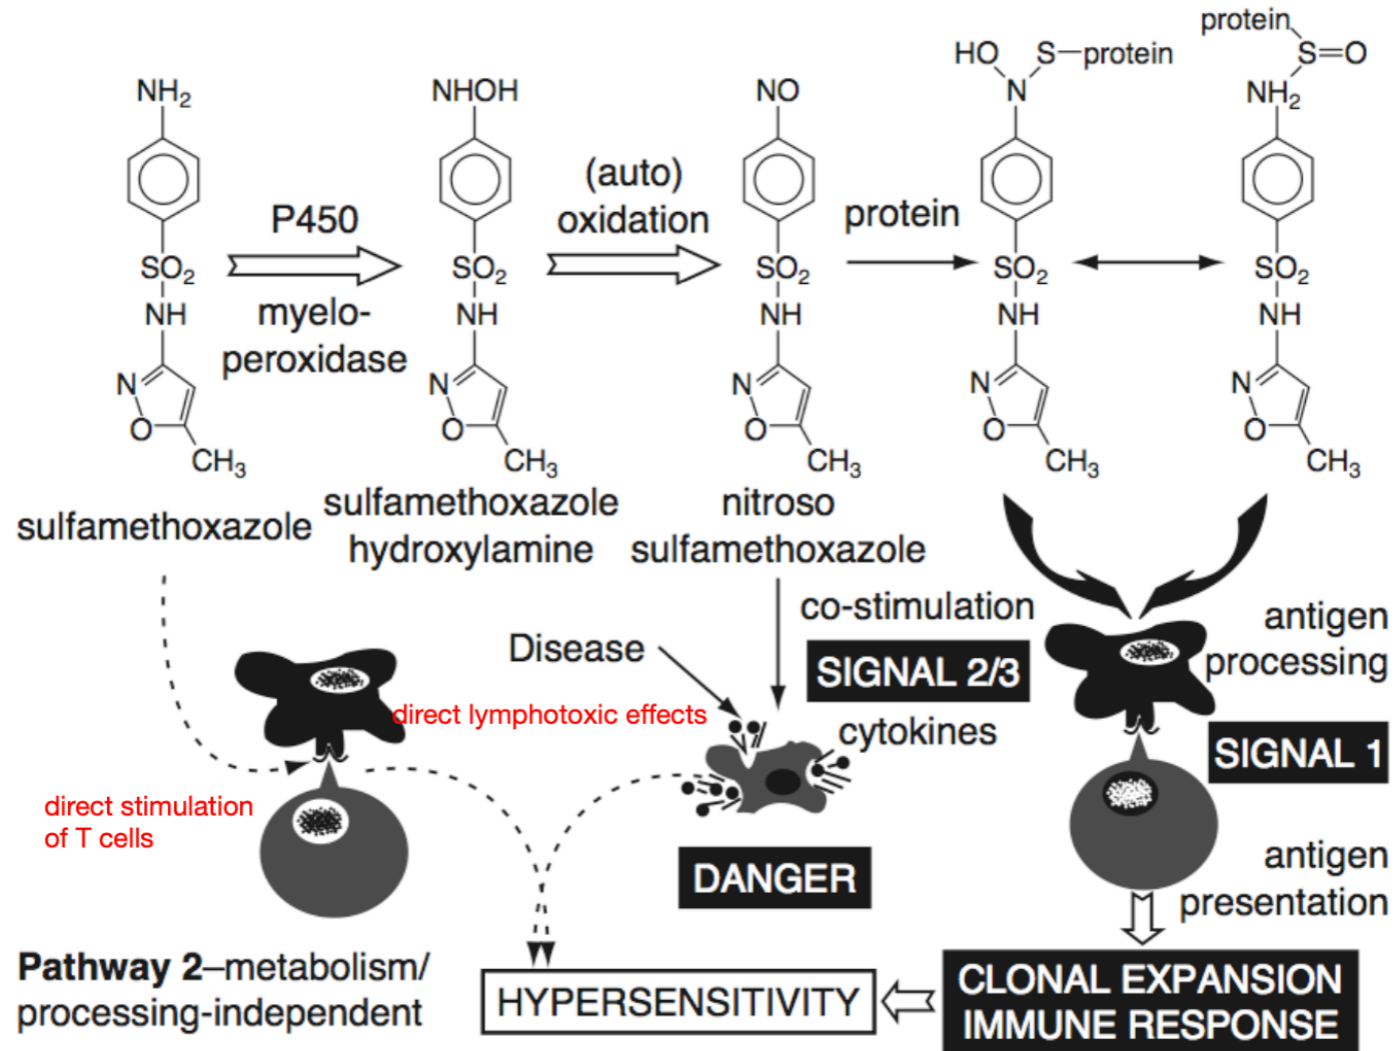 NH2
NHOH
NO
HO
S–protein
N
protein
S=O
NH2
P450
myelo-
peroxidase
(auto)
oxidation
protein
SO2
SO2
SO2
SO2
SO2
NH
NH
NH
NH
NH
N
N
N
N
N
O
O
O
O
O
CH3
CH3
CH3
CH3
CH3
sulfamethoxazole
sulfamethoxazole
hydroxylamine
nitroso
sulfamethoxazole
Disease
direct lymphotoxic effects
co-stimulation
SIGNAL 2/3
cytokines
antigen
processing
SIGNAL 1
direct stimulation
of T cells
DANGER
antigen
presentation
Pathway 2–metabolism/
processing-independent
HYPERSENSITIVITY
CLONAL EXPANSION
IMMUNE RESPONSE